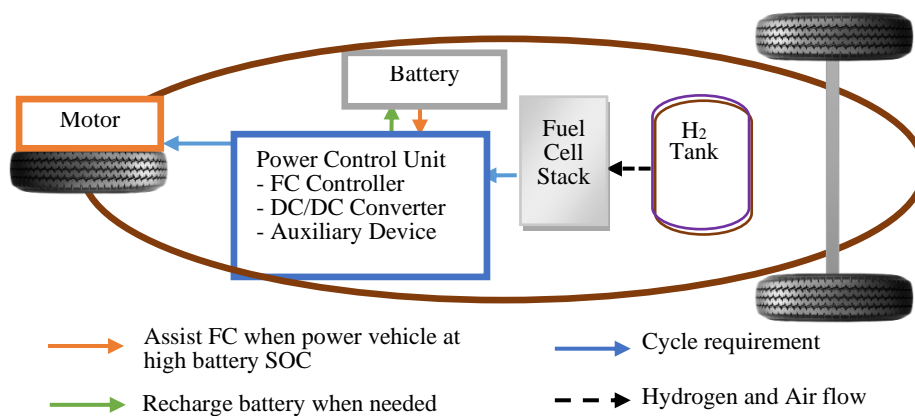 Battery
Motor
Fuel
Cell
Stack
H2
Tank
Power Control Unit
- FC Controller
- DC/DC Converter
- Auxiliary Device
Assist FC when power vehicle at
high battery SOC
Cycle requirement
Recharge battery when needed
Hydrogen and Air flow